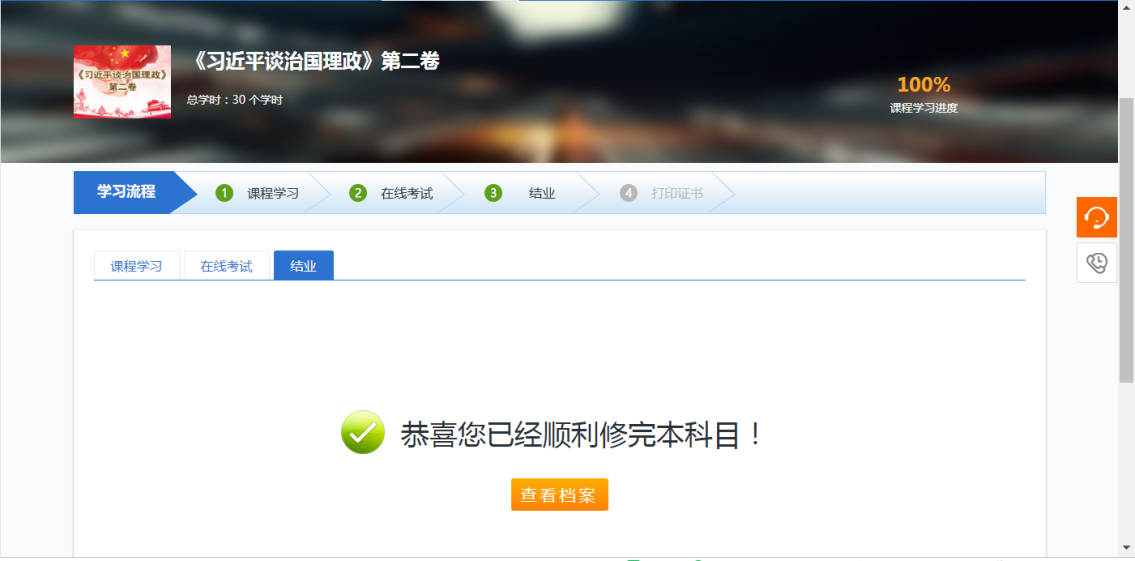 《习近平谈治国理政》
第二卷
《习近平谈治国理政》第二卷
总学时：30 个学时
100%
课程学习进度
学习流程 1 课程学习 2 在线考试 3 结业 4 打印证书
课程学习 在线考试 结业
恭喜您已经顺利修完本科目！
查看档案